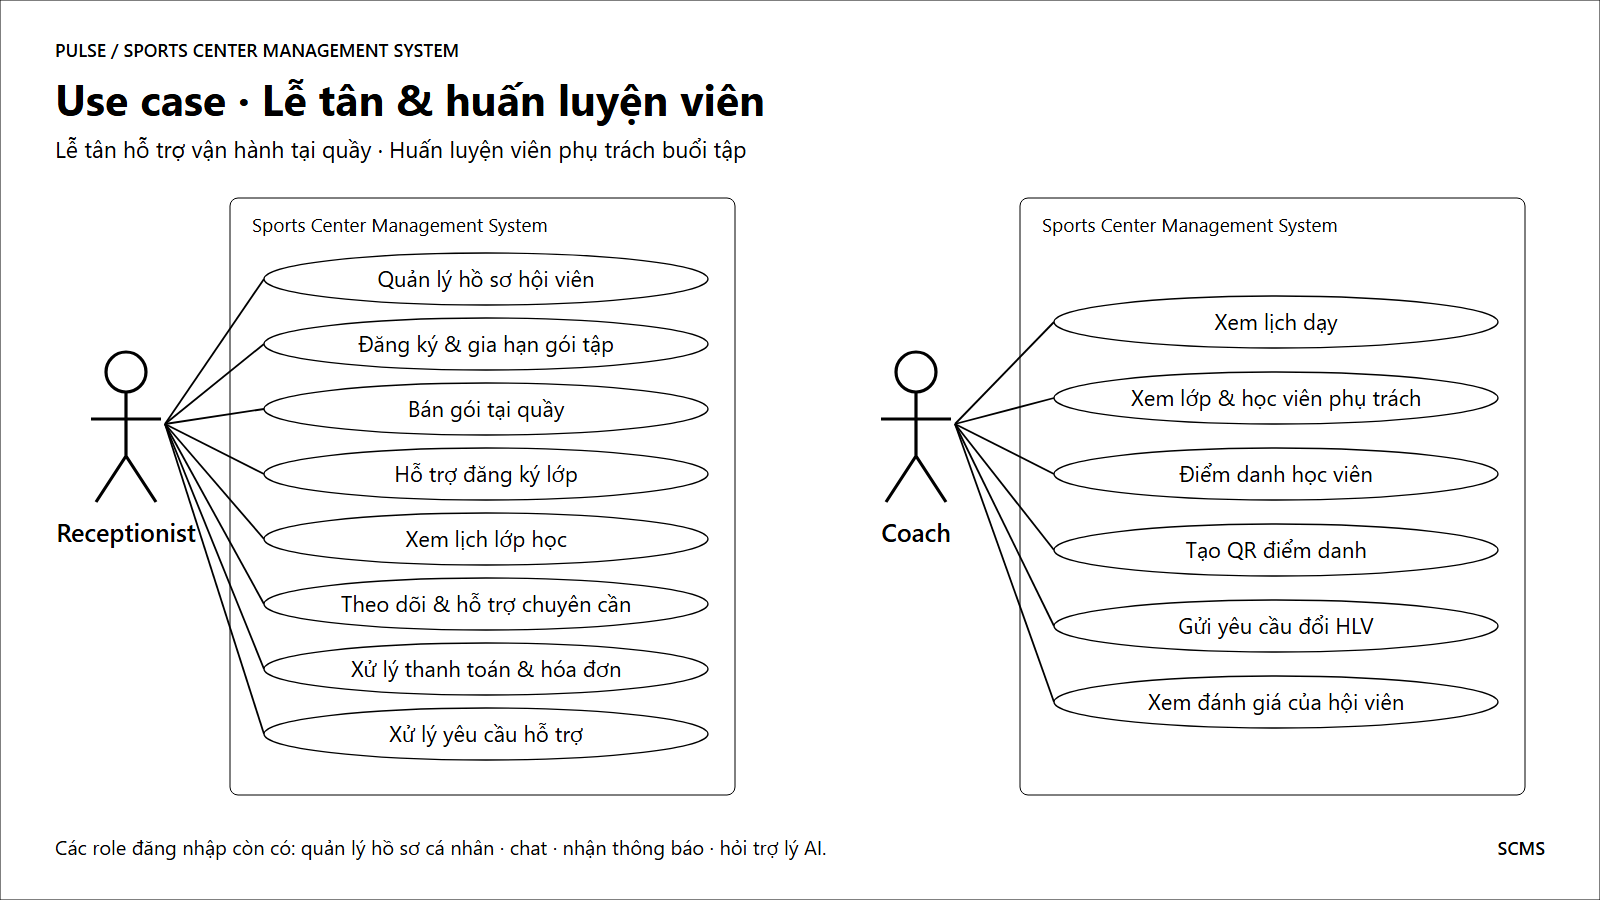 PULSE / SPORTS CENTER MANAGEMENT SYSTEM
Use case · Lễ tân & huấn luyện viên
Lễ tân hỗ trợ vận hành tại quầy · Huấn luyện viên phụ trách buổi tập
Sports Center Management System
Quản lý hồ sơ hội viên
Đăng ký & gia hạn gói tập
Bán gói tại quầy
Hỗ trợ đăng ký lớp
Xem lịch lớp học
Theo dõi & hỗ trợ chuyên cần
Xử lý thanh toán & hóa đơn
Xử lý yêu cầu hỗ trợ
Receptionist
Sports Center Management System
Xem lịch dạy
Xem lớp & học viên phụ trách
Điểm danh học viên
Tạo QR điểm danh
Gửi yêu cầu đổi HLV
Xem đánh giá của hội viên
Coach
Các role đăng nhập còn có: quản lý hồ sơ cá nhân · chat · nhận thông báo · hỏi trợ lý AI.
SCMS